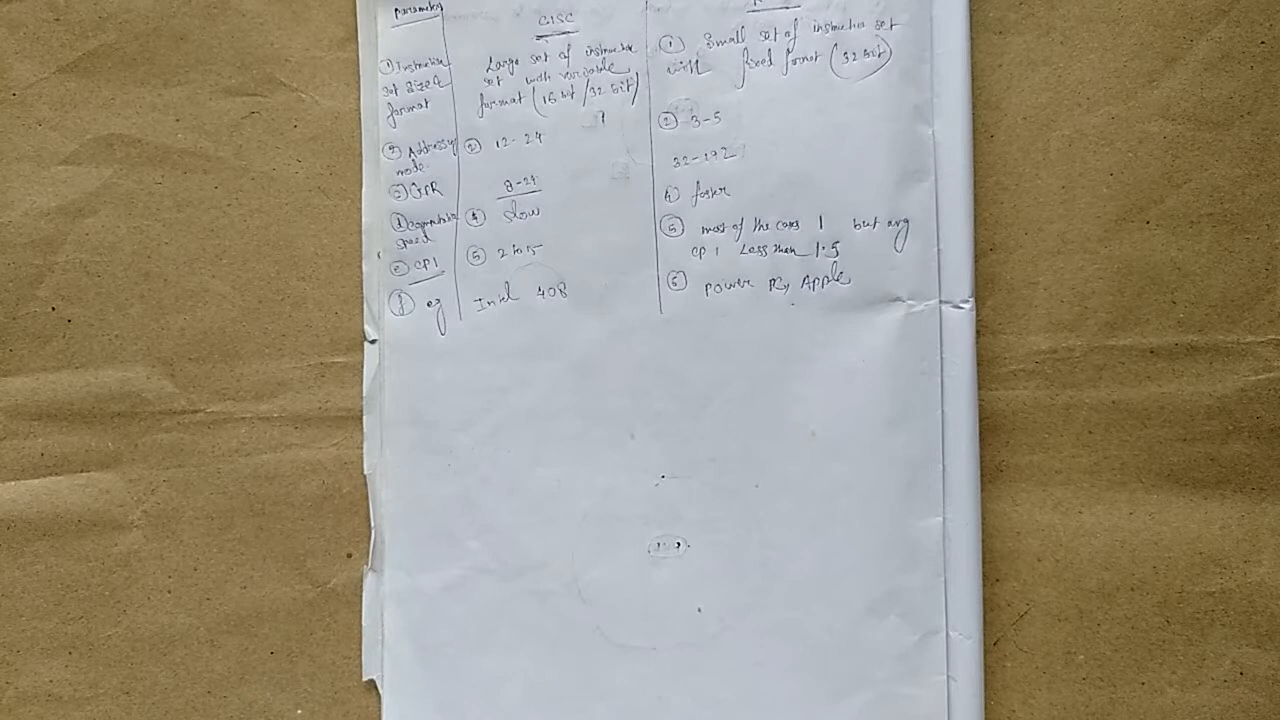 Parameters
CISC
① Instruction
set size &
format
Large set of instruction
set with variable
format (16 bit / 32 bit)
① Small set of instruction set
with fixed format (32 bit)
② Addressing
mode
② 12-24
② 3-5
③ GPR
8-24
32-192
④ Computation
speed
④ slow
④ faster
⑤ CPI
⑤ 2 to 15
⑤ most of the cases 1 but avg
CPI Less than 1.5
⑥ eg
Intel 408
⑥ power PC, Apple